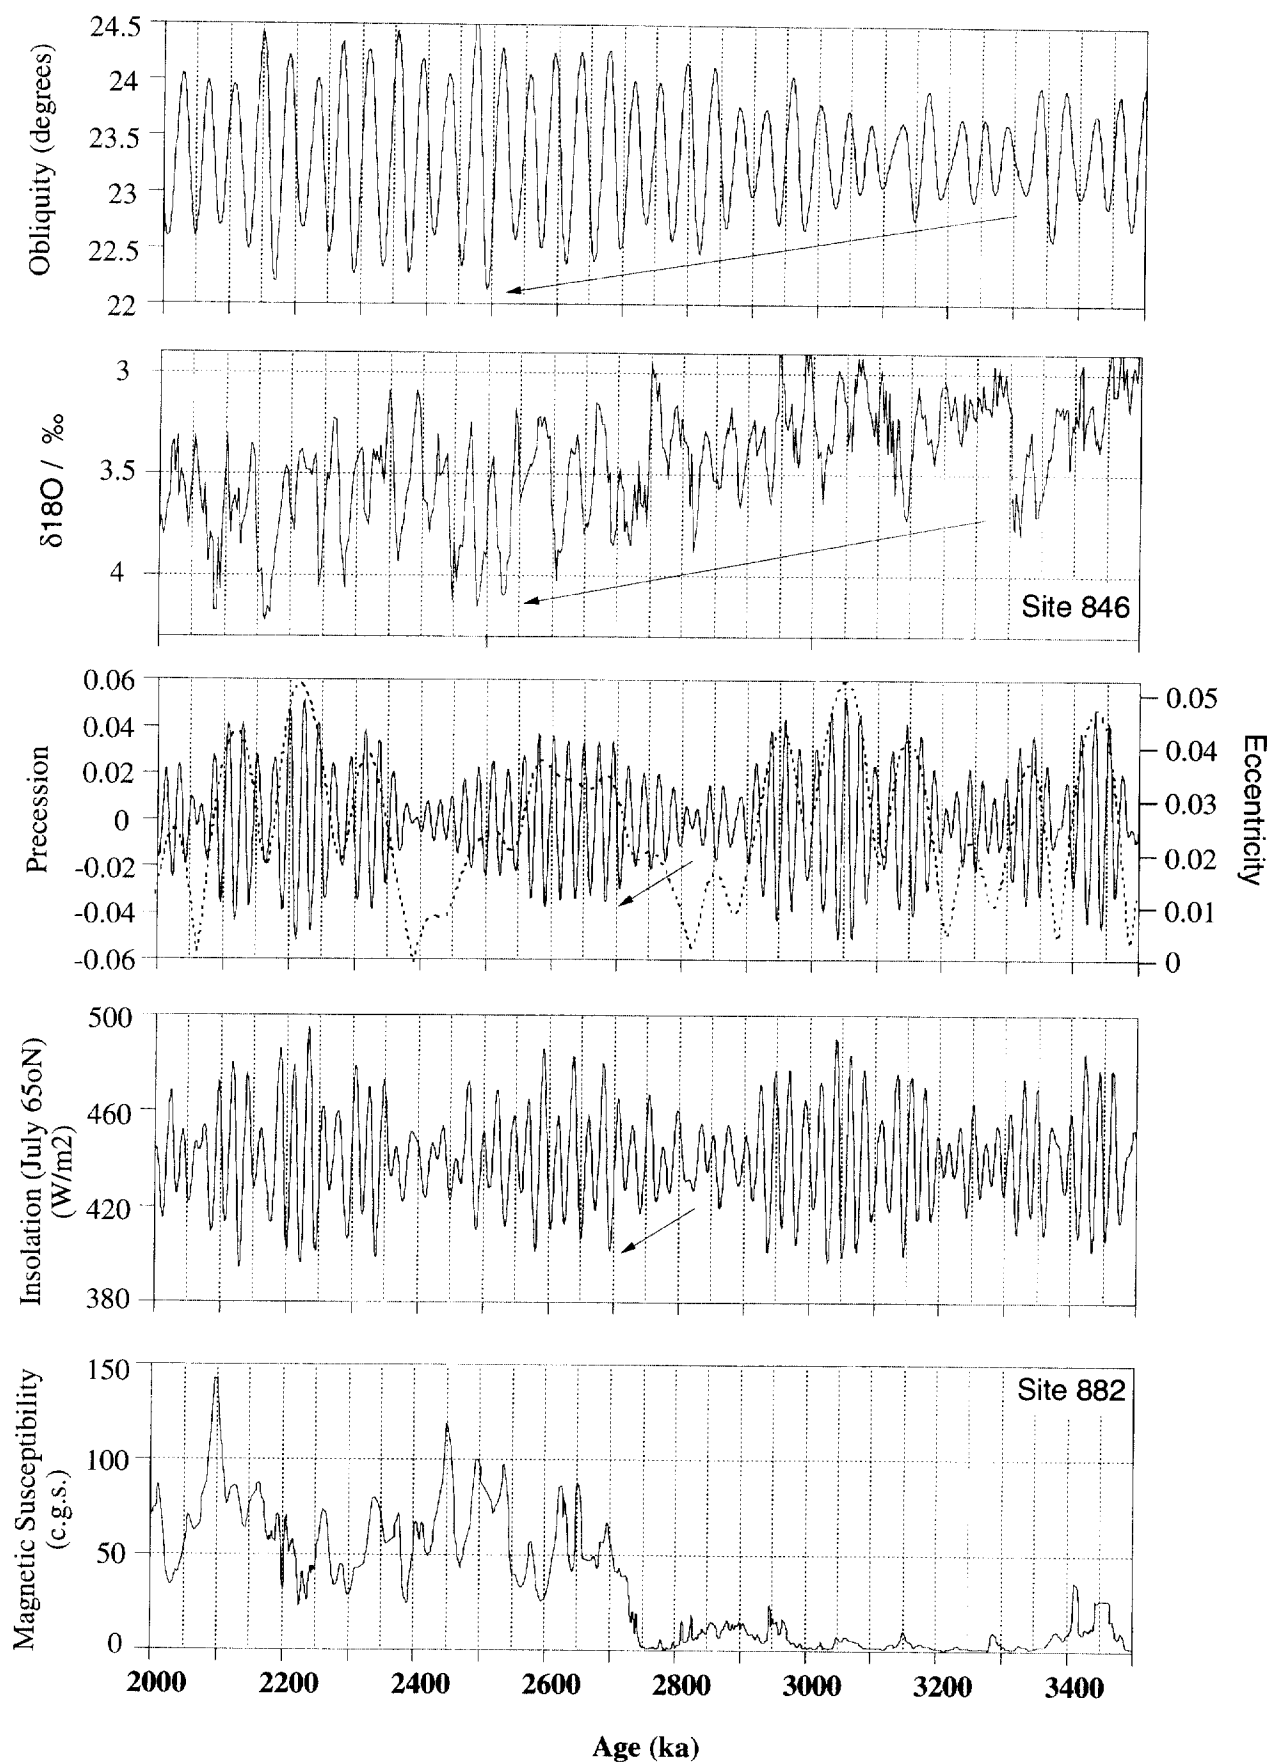 Obliquity (degrees)
24.5
24
23.5
23
22.5
22
δ18O / ‰
3
3.5
4
Site 846
Precession
0.06
0.04
0.02
0
-0.02
-0.04
-0.06
0.05
0.04
0.03
0.02
0.01
0
Eccentricity
Insolation (July 65oN)
(W/m2)
500
460
420
380
Magnetic Susceptibility
(c.g.s.)
150
100
50
0
Site 882
2000 2200 2400 2600 2800 3000 3200 3400
Age (ka)